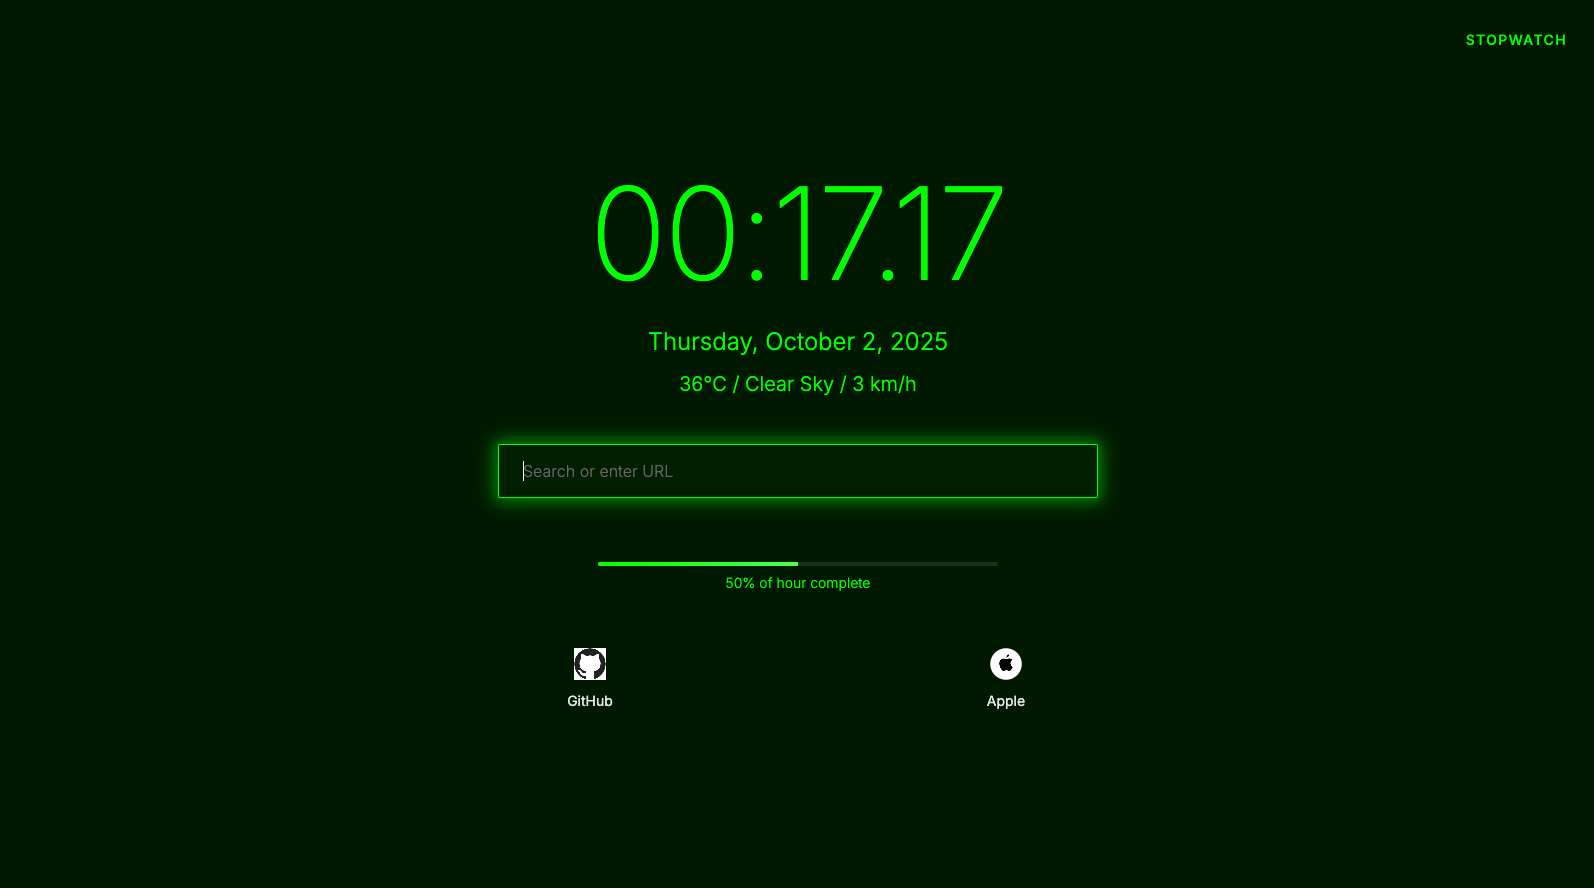 STOPWATCH
00:17.17
Thursday, October 2, 2025
36°C / Clear Sky / 3 km/h
Search or enter URL
50% of hour complete
GitHub
Apple